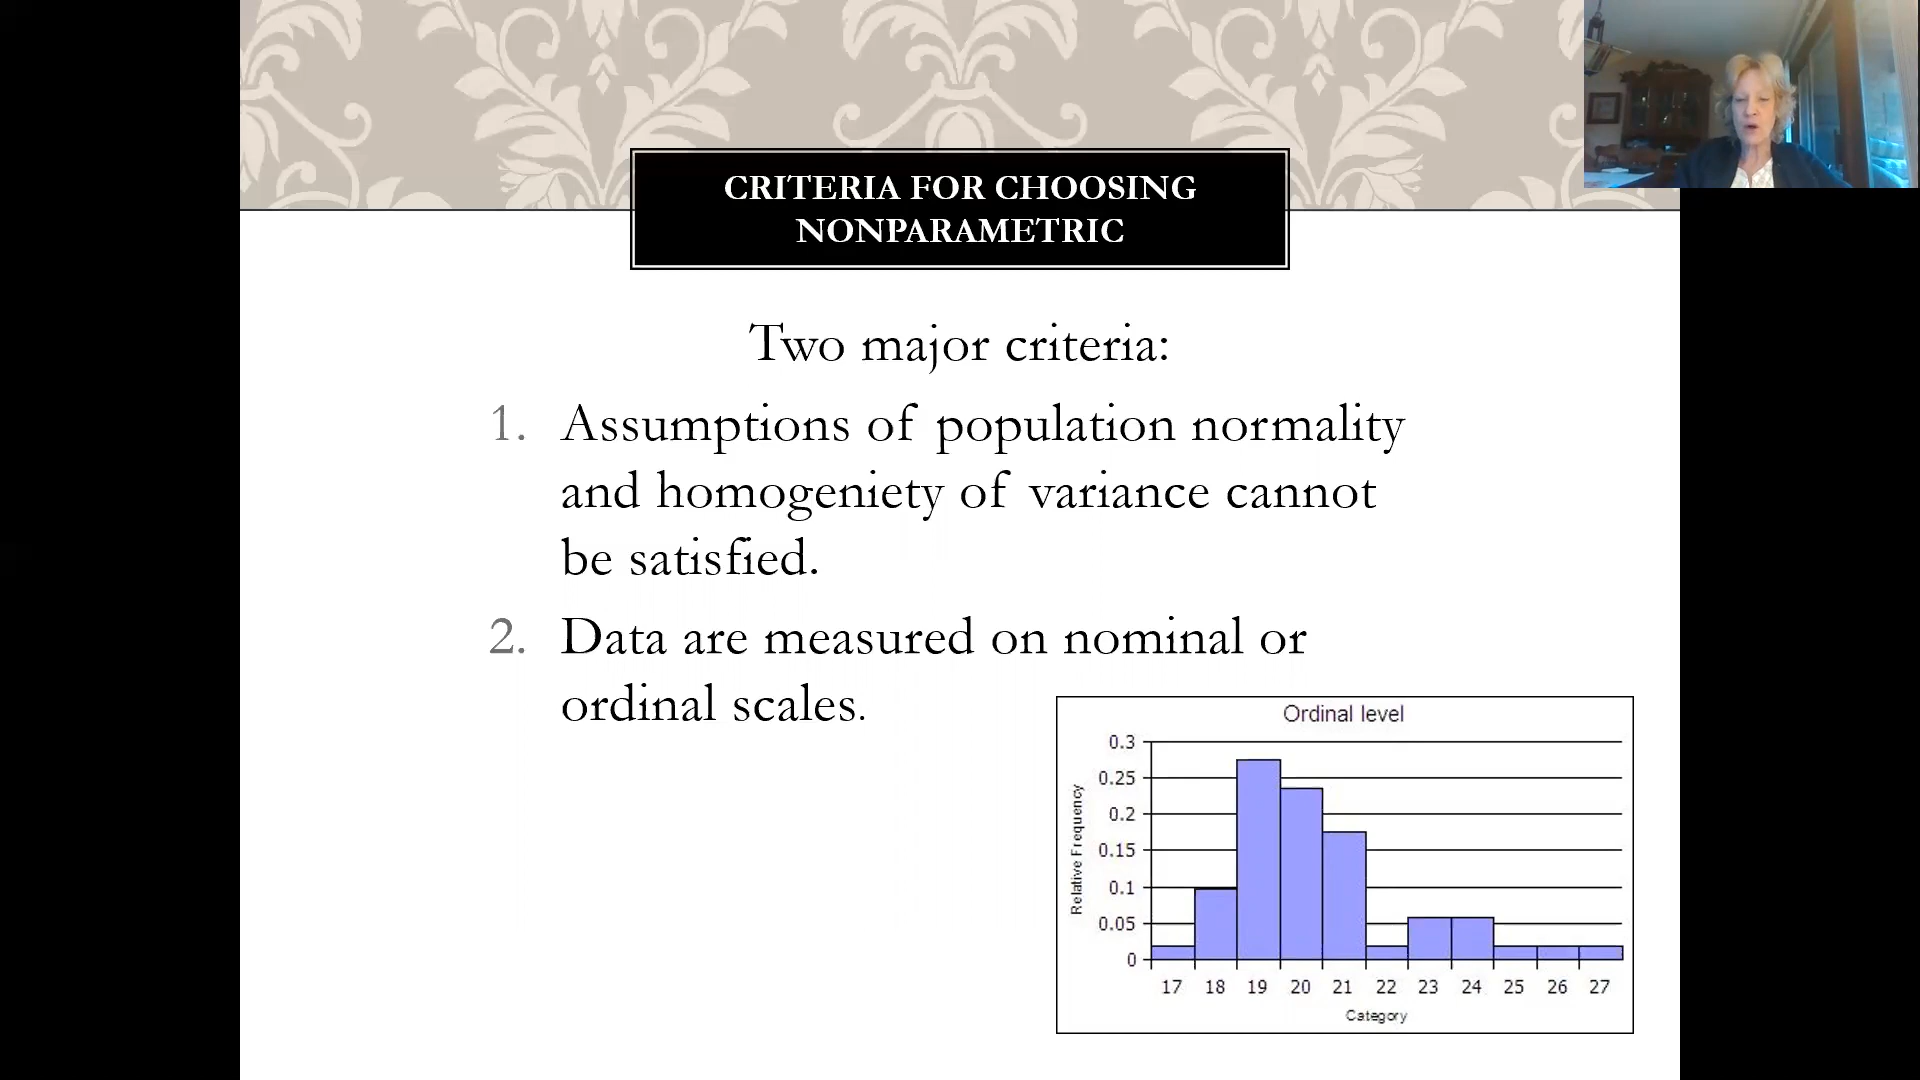 CRITERIA FOR CHOOSING
NONPARAMETRIC
Two major criteria:
1. Assumptions of population normality
and homogeniety of variance cannot
be satisfied.
2. Data are measured on nominal or
ordinal scales.
Ordinal level
Relative Frequency
0.3
0.25
0.2
0.15
0.1
0.05
0
17 18 19 20 21 22 23 24 25 26 27
Category